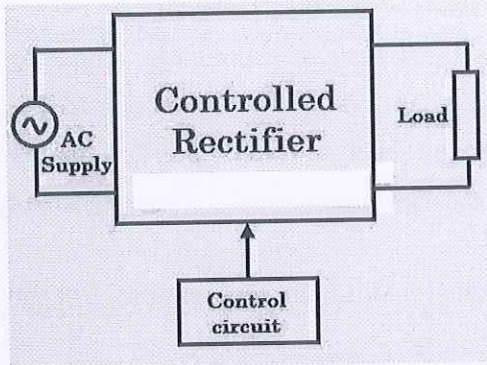 Controlled
Rectifier
AC
Supply
Load
Control
circuit